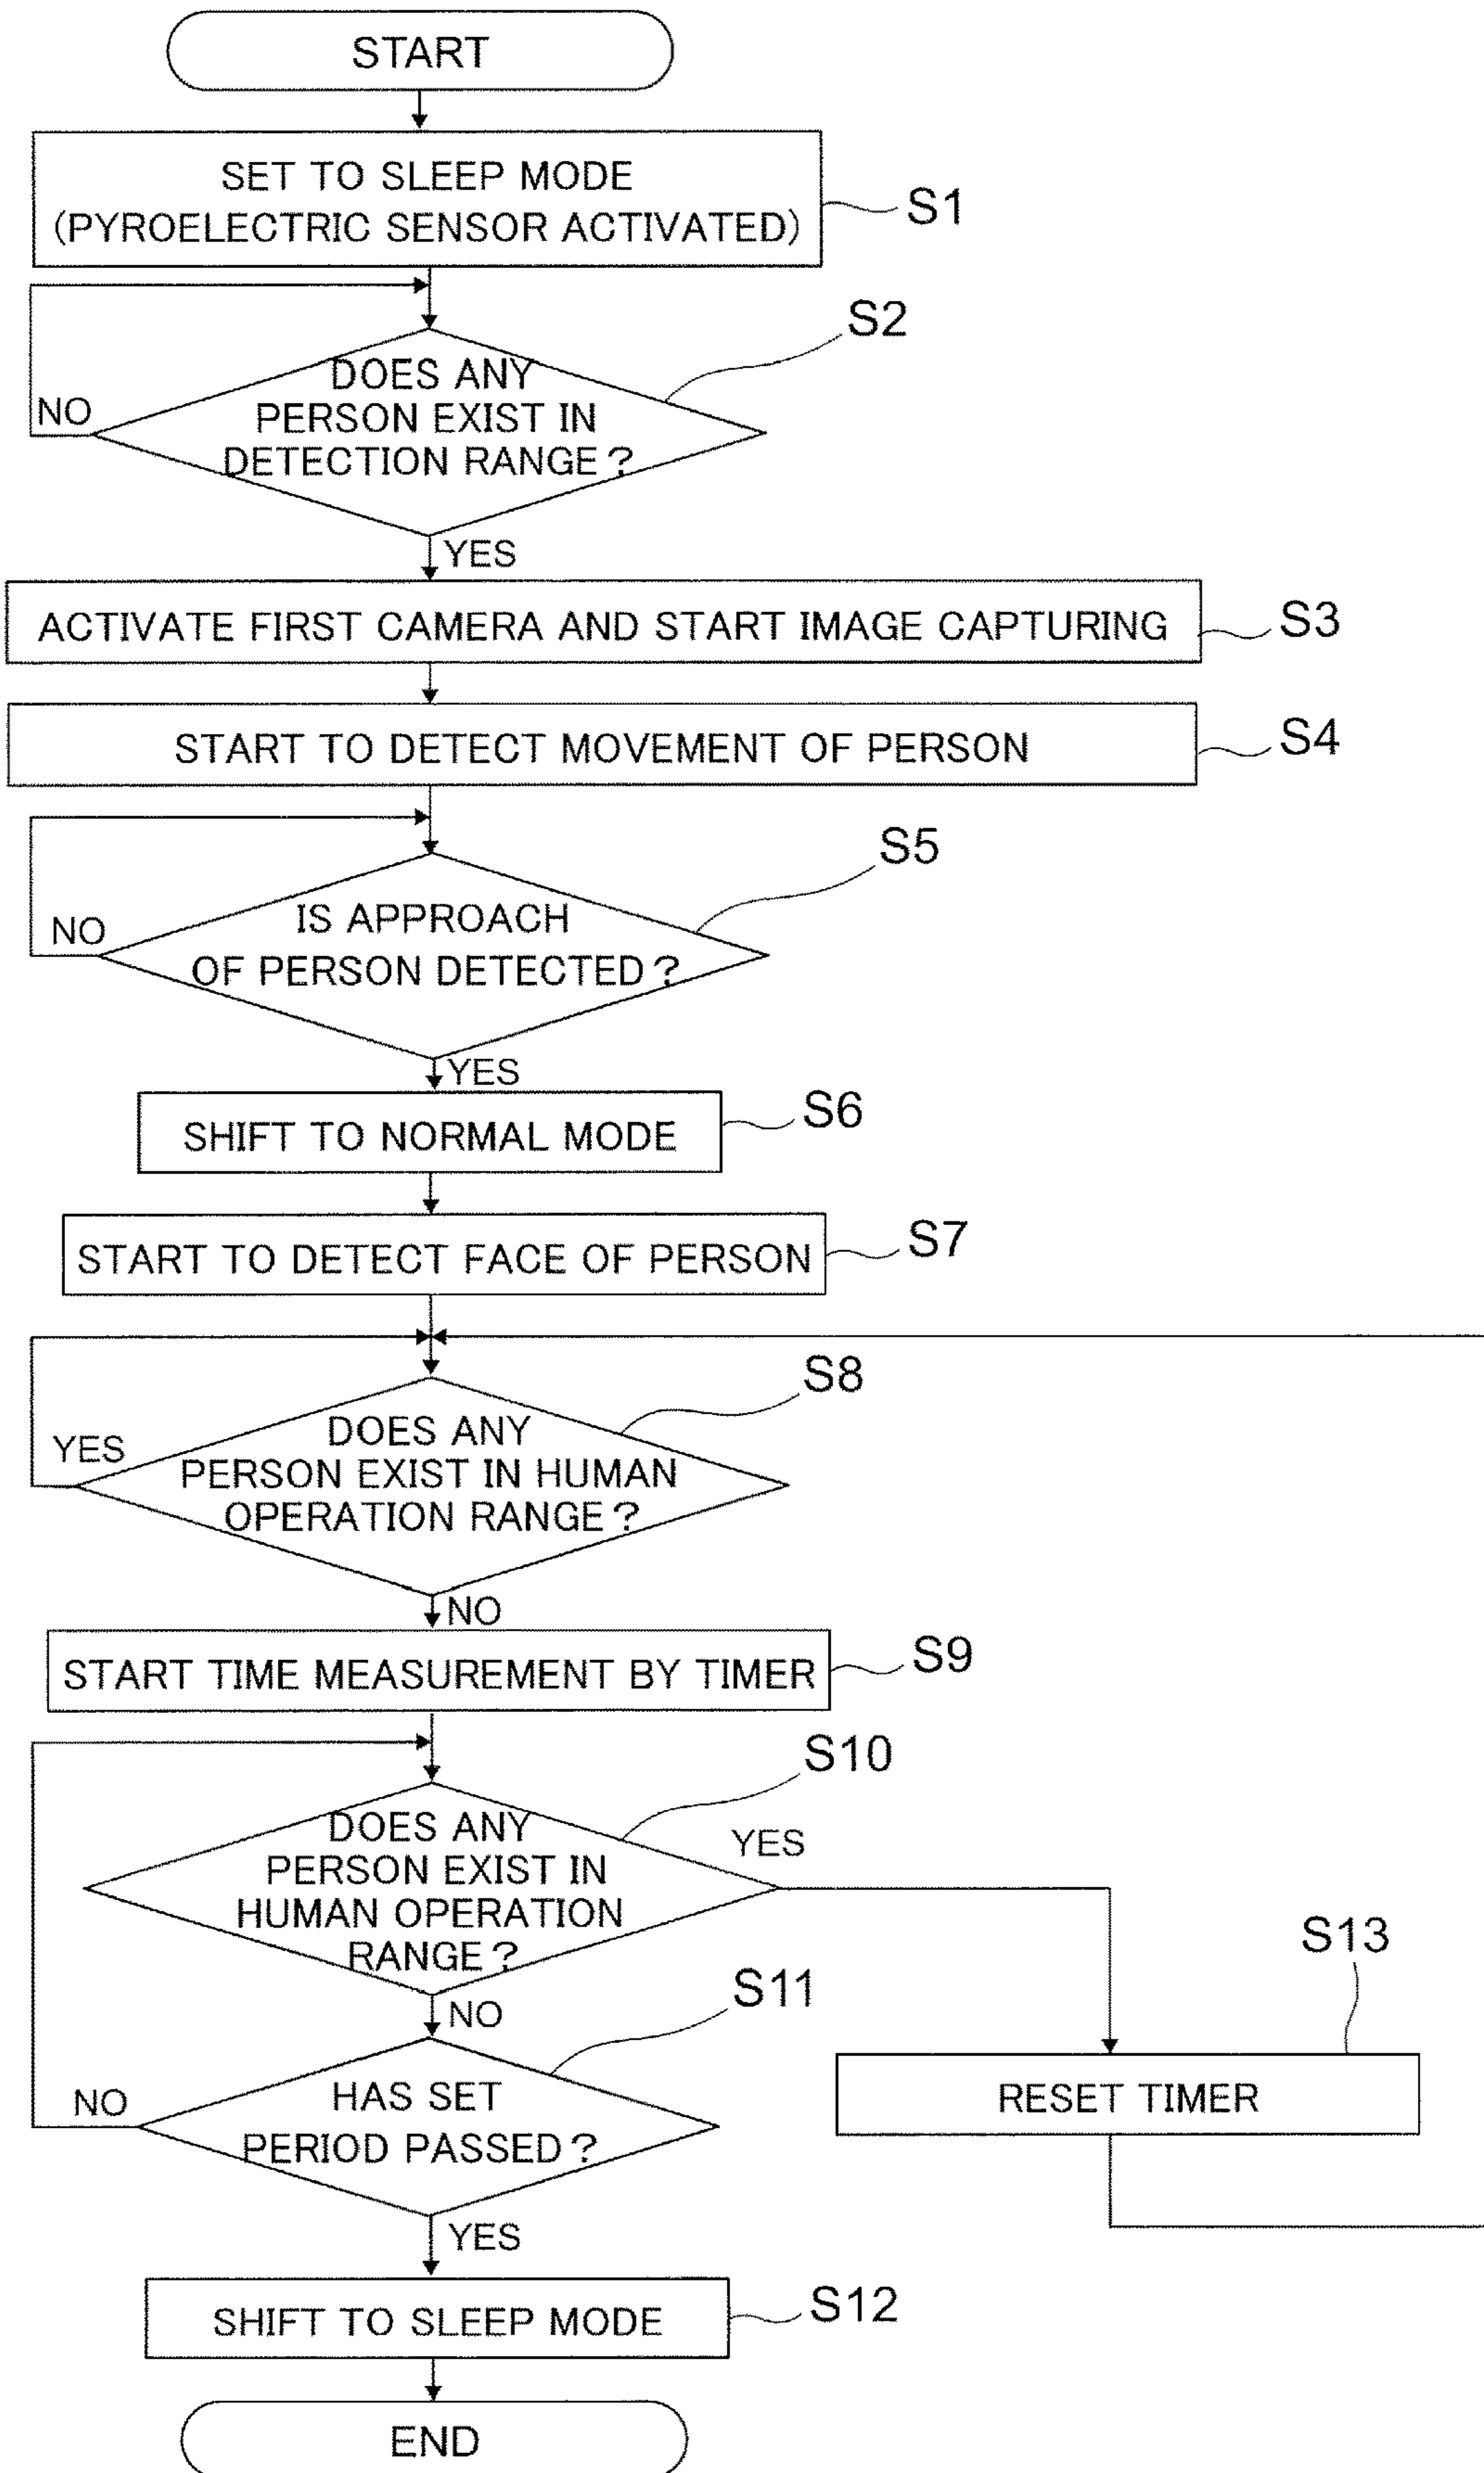 START
SET TO SLEEP MODE
(PYROELECTRIC SENSOR ACTIVATED)
S1
S2
DOES ANY
PERSON EXIST IN
DETECTION RANGE?
NO
YES
ACTIVATE FIRST CAMERA AND START IMAGE CAPTURING
S3
START TO DETECT MOVEMENT OF PERSON
S4
S5
IS APPROACH
OF PERSON DETECTED?
NO
YES
SHIFT TO NORMAL MODE
S6
START TO DETECT FACE OF PERSON
S7
S8
DOES ANY
PERSON EXIST IN HUMAN
OPERATION RANGE?
YES
NO
START TIME MEASUREMENT BY TIMER
S9
S10
DOES ANY
PERSON EXIST IN
HUMAN OPERATION
RANGE?
YES
NO
S13
RESET TIMER
S11
HAS SET
PERIOD PASSED?
NO
YES
SHIFT TO SLEEP MODE
S12
END